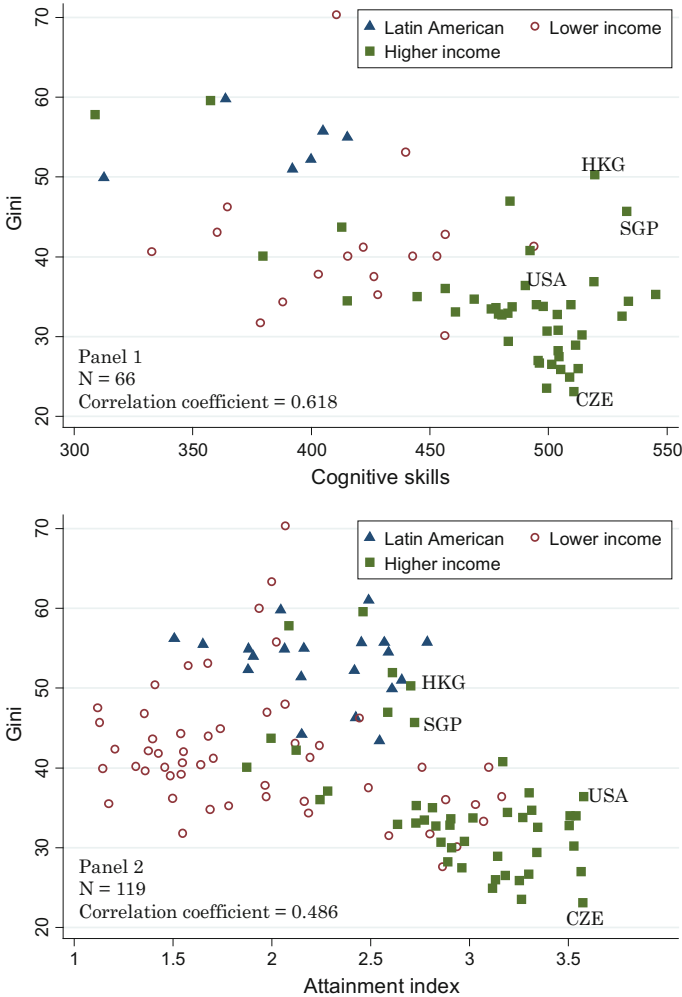 70
60
50
40
30
20
Gini
Latin American
Lower income
Higher income
HKG
SGP
USA
CZE
Panel 1
N = 66
Correlation coefficient = 0.618
300 350 400 450 500 550
Cognitive skills
70
60
50
40
30
20
Gini
Latin American
Lower income
Higher income
HKG
SGP
USA
CZE
Panel 2
N = 119
Correlation coefficient = 0.486
1 1.5 2 2.5 3 3.5
Attainment index